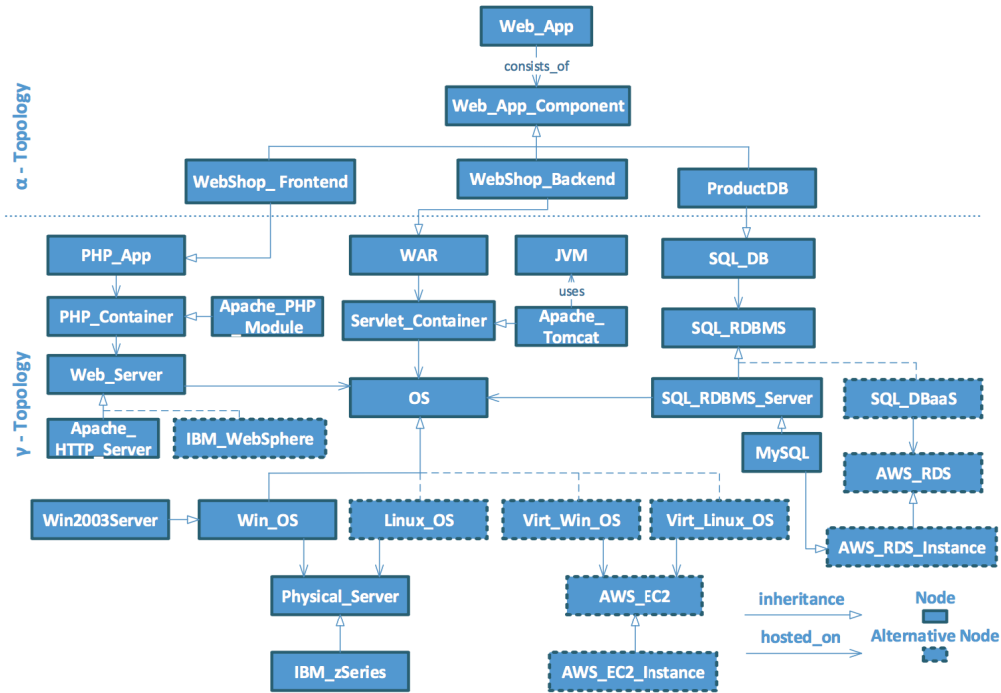 Web_App
consists_of
Web_App_Component
α - Topology
WebShop_ Frontend
WebShop_Backend
ProductDB
PHP_App
WAR
JVM
SQL_DB
uses
PHP_Container
Apache_PHP
_Module
Servlet_Container
Apache_
Tomcat
SQL_RDBMS
γ - Topology
Web_Server
OS
SQL_RDBMS_Server
SQL_DBaaS
Apache_
HTTP_Server
IBM_WebSphere
MySQL
AWS_RDS
Win2003Server
Win_OS
Linux_OS
Virt_Win_OS
Virt_Linux_OS
AWS_RDS_Instance
Physical_Server
AWS_EC2
inheritance
Node
hosted_on
Alternative Node
IBM_zSeries
AWS_EC2_Instance